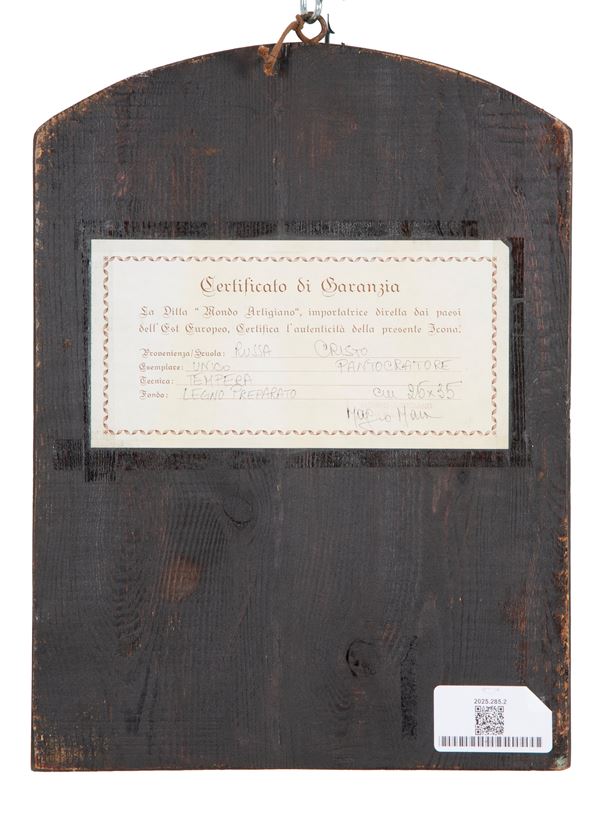 Certificato di Garanzia
La Ditta "Mondo Artigiano", importatrice diretta dai paesi
dell'Est Europeo, Certifica l'autenticità della presente Icona.
Provenienza/Scuola: RUSSA CRISTO
Esemplare: UNICO PANTOCRATORE
Tecnica: TEMPERA
Fondo: LEGNO PREPARATO cm 26x35
2025.285.2